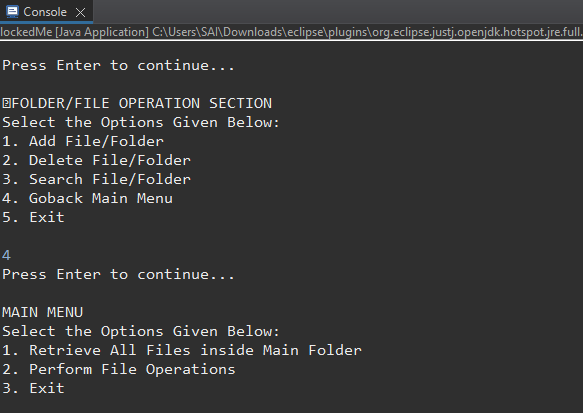 Console
lockedMe [Java Application] C:\Users\SAI\Downloads\eclipse\plugins\org.eclipse.justj.openjdk.hotspot.jre.full.
Press Enter to continue...
FOLDER/FILE OPERATION SECTION
Select the Options Given Below:
1. Add File/Folder
2. Delete File/Folder
3. Search File/Folder
4. Goback Main Menu
5. Exit
4
Press Enter to continue...
MAIN MENU
Select the Options Given Below:
1. Retrieve All Files inside Main Folder
2. Perform File Operations
3. Exit